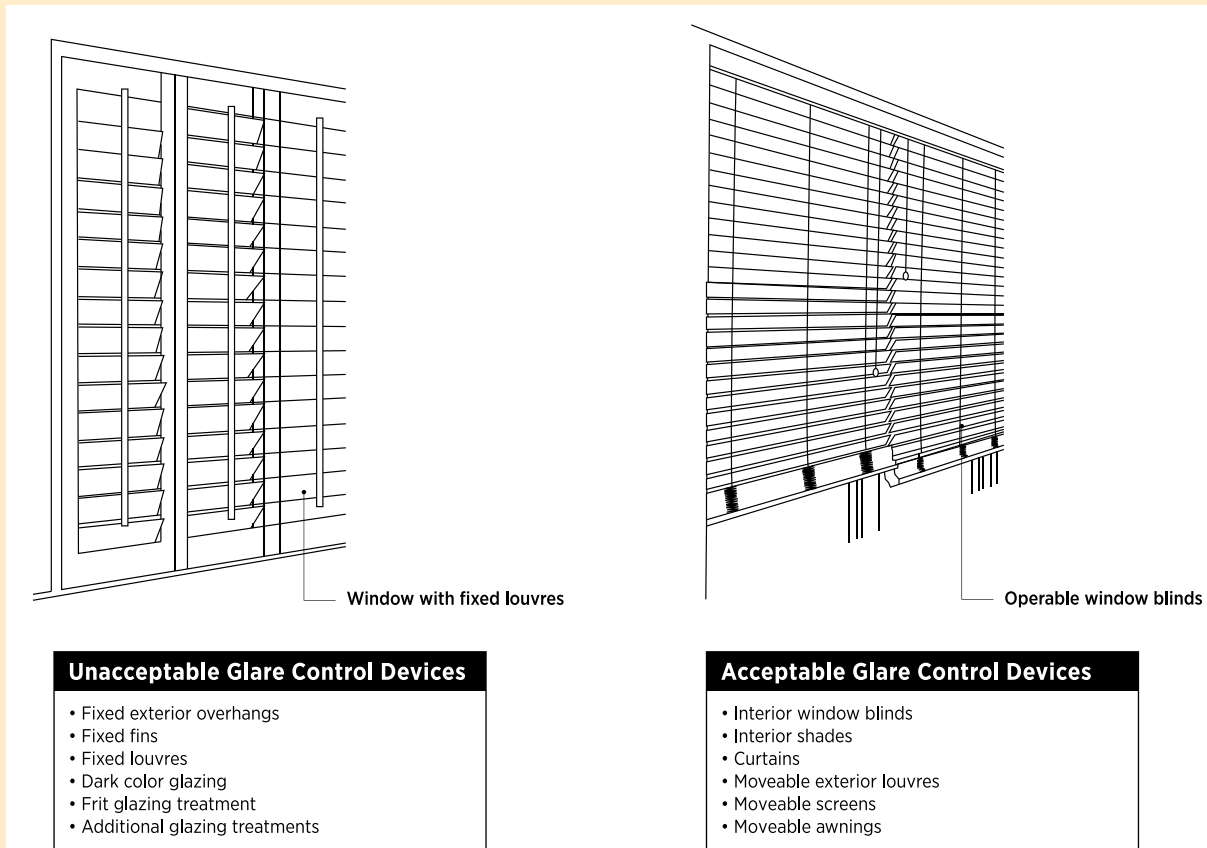 Window with fixed louvres
Operable window blinds
Unacceptable Glare Control Devices
• Fixed exterior overhangs
• Fixed fins
• Fixed louvres
• Dark color glazing
• Frit glazing treatment
• Additional glazing treatments
Acceptable Glare Control Devices
• Interior window blinds
• Interior shades
• Curtains
• Moveable exterior louvres
• Moveable screens
• Moveable awnings